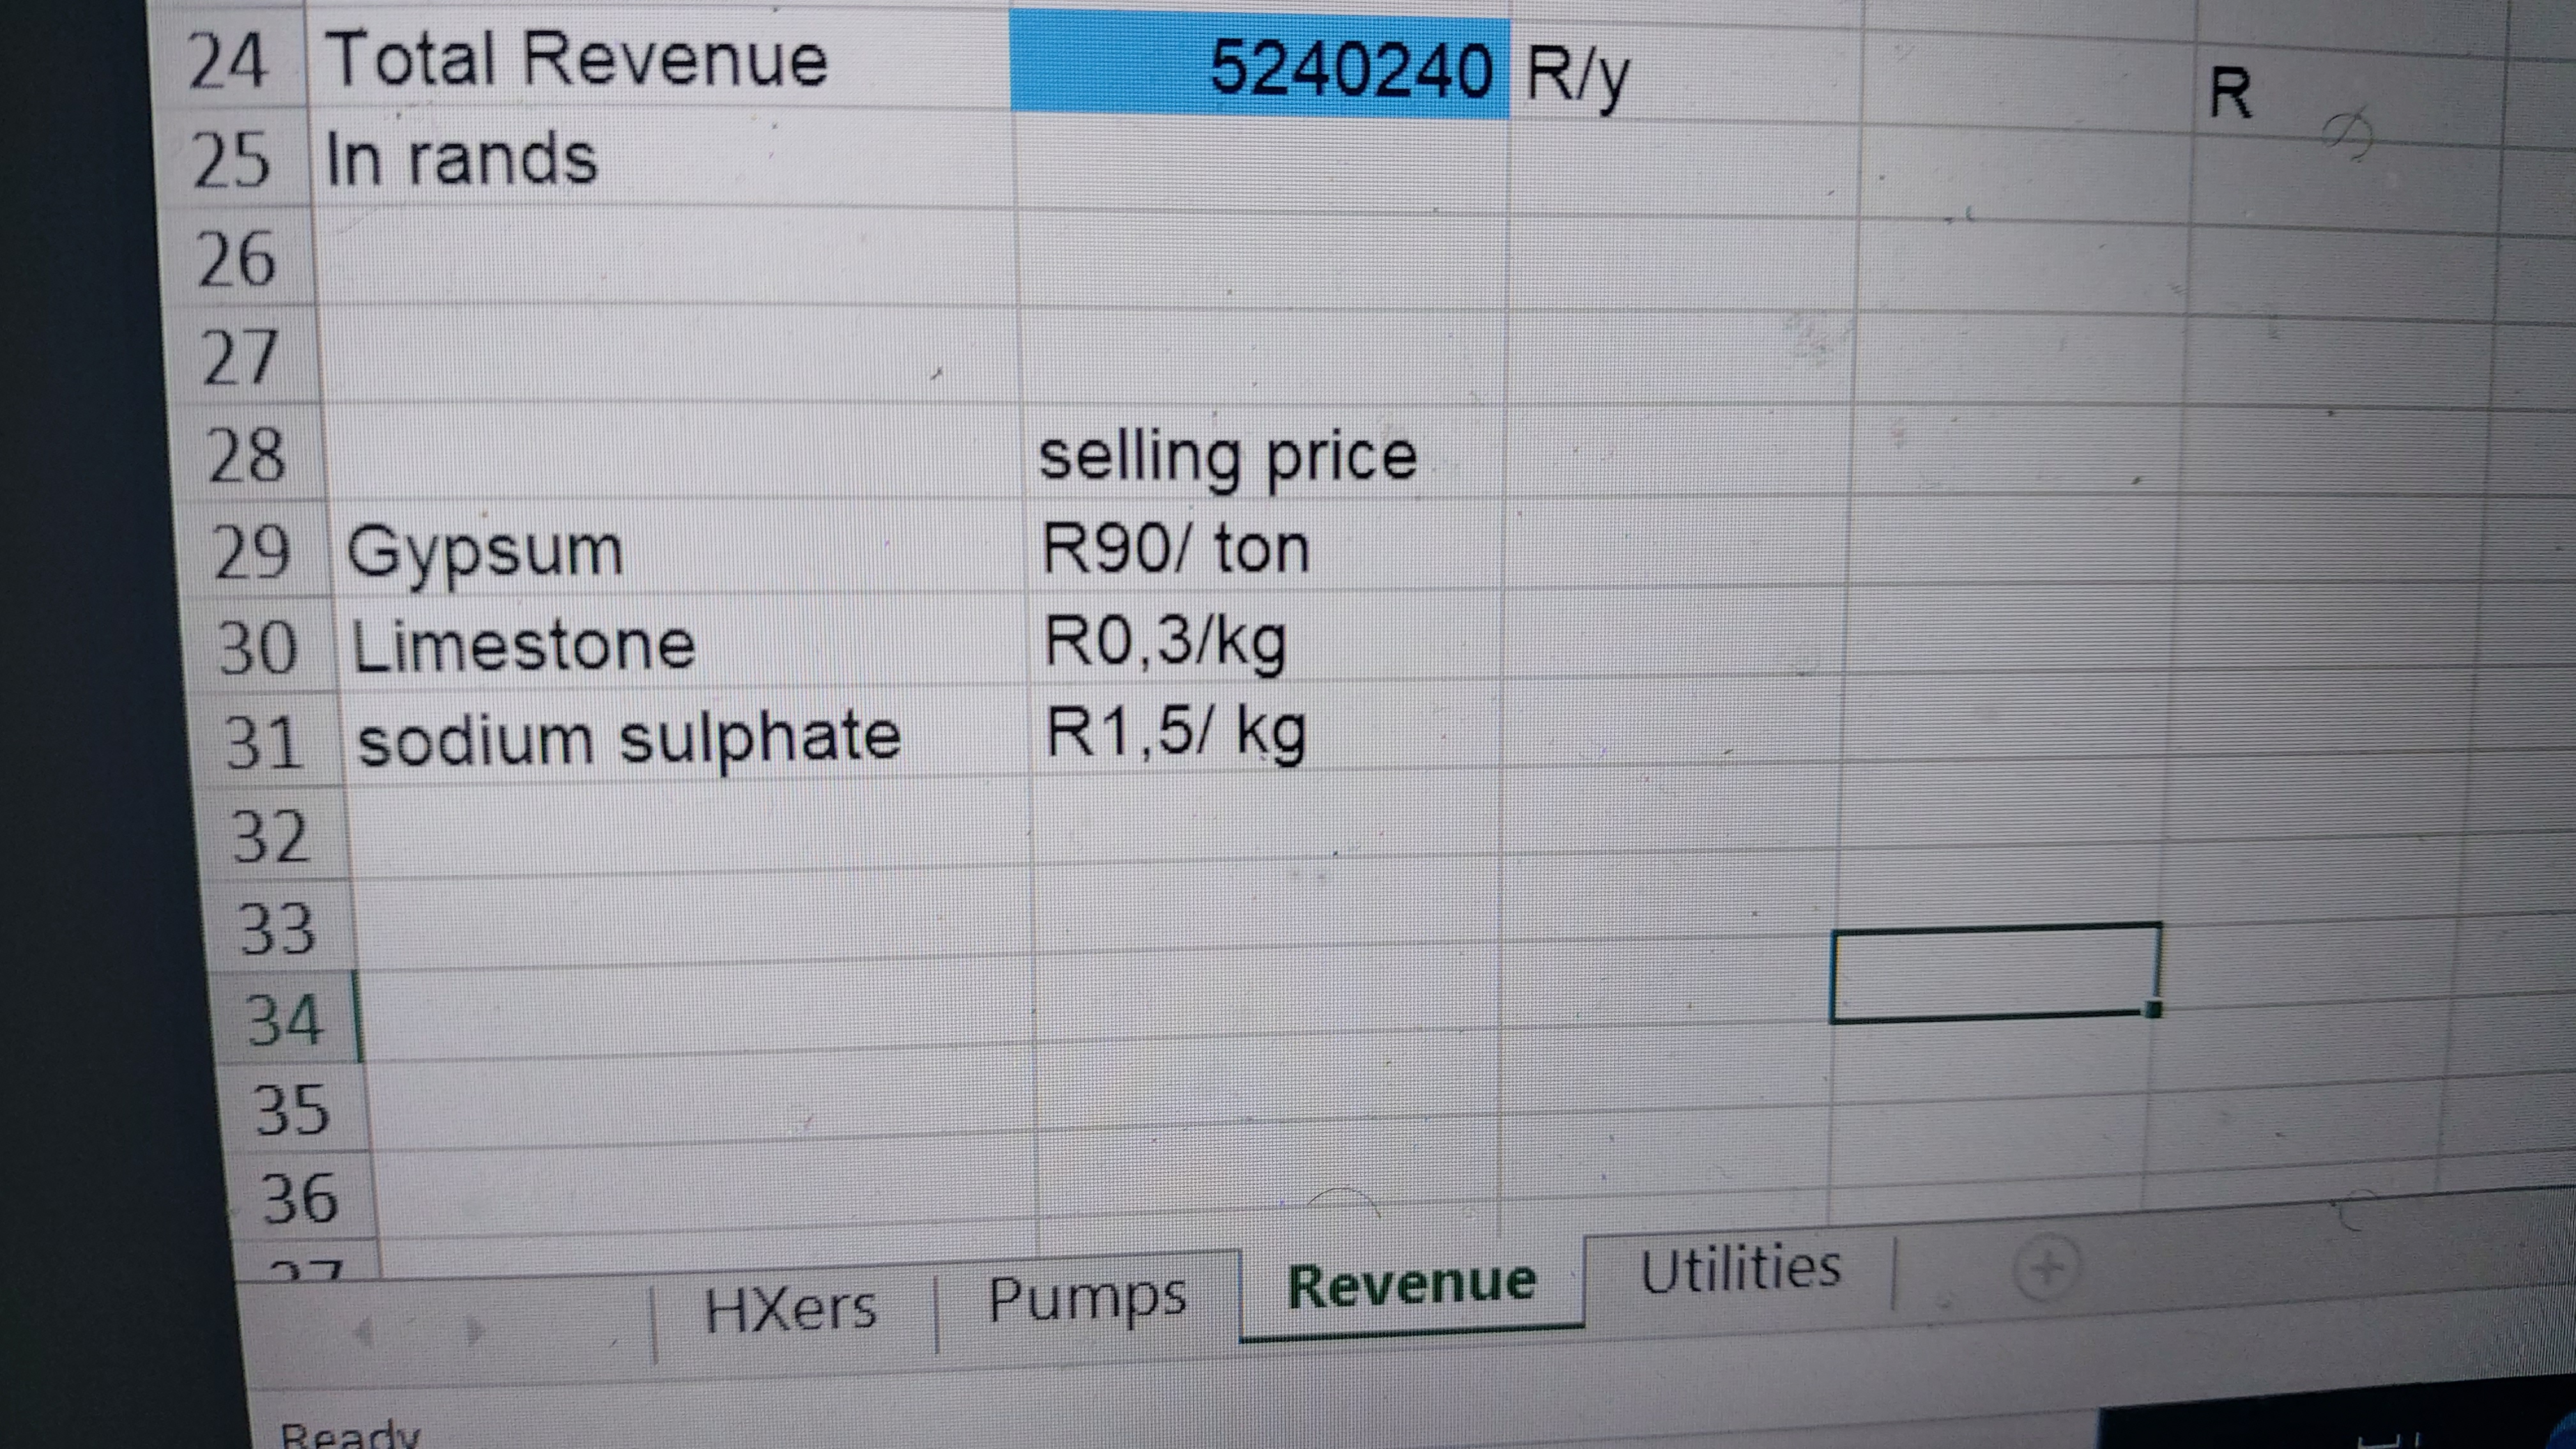 24 Total Revenue 5240240 R/y R
25 In rands
26
27
28 selling price
29 Gypsum R90/ ton
30 Limestone R0,3/kg
31 sodium sulphate R1,5/ kg
32
33
34
35
36
37
HXers Pumps Revenue Utilities
Ready